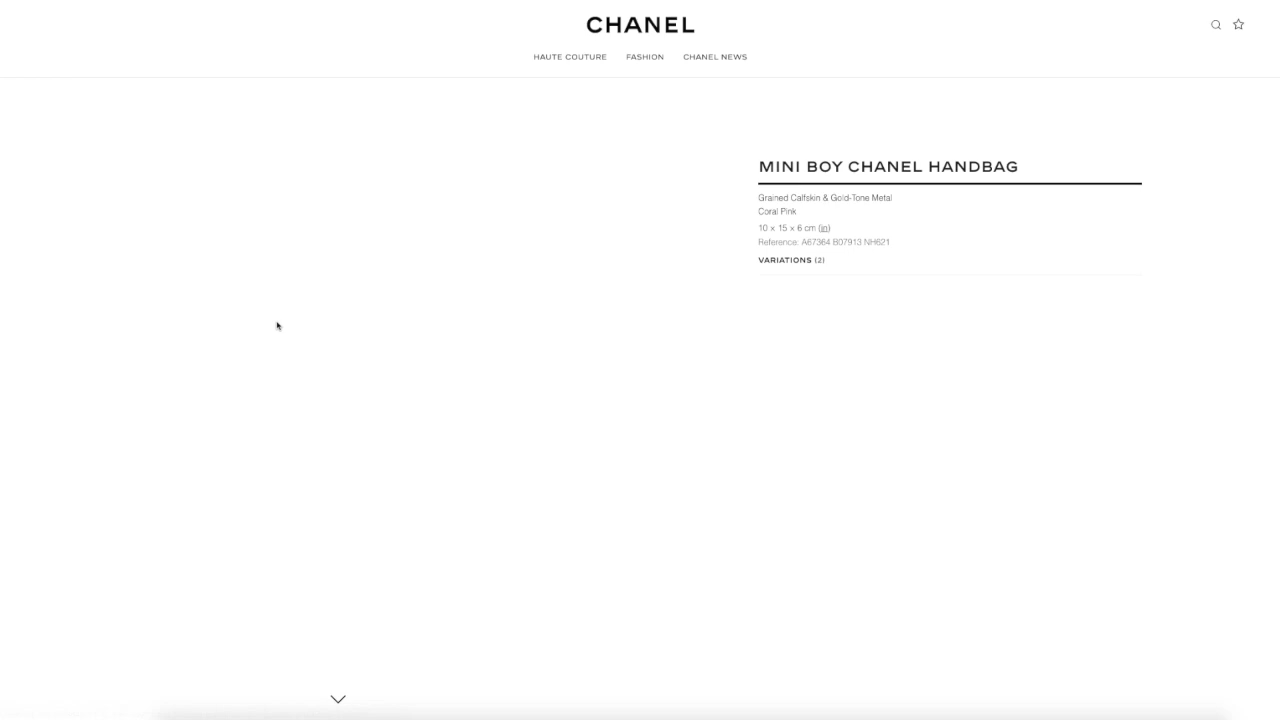 CHANEL
HAUTE COUTURE FASHION CHANEL NEWS
MINI BOY CHANEL HANDBAG
Grained Calfskin & Gold-Tone Metal
Coral Pink
10 x 15 x 6 cm (in)
Reference: A67364 B07913 NH621
VARIATIONS (2)